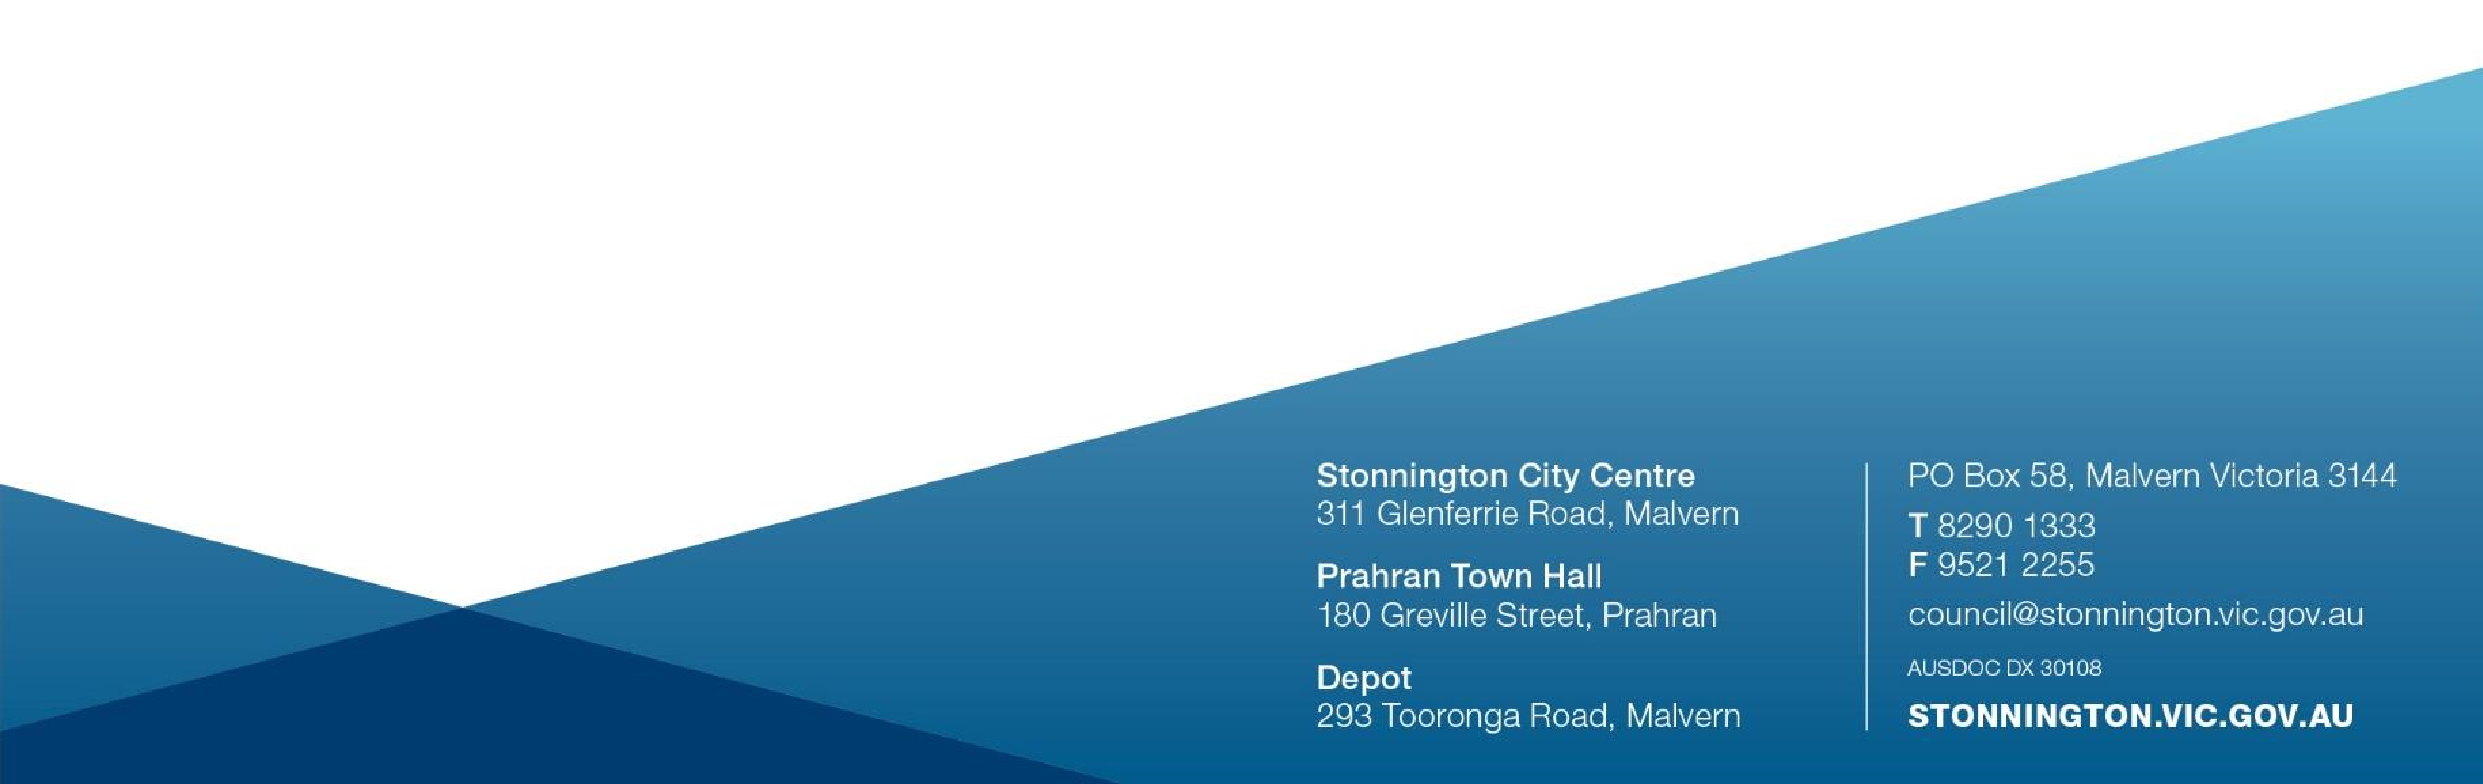 Stonnington City Centre
311 Glenferrie Road, Malvern
Prahran Town Hall
180 Greville Street, Prahran
Depot
293 Tooronga Road, Malvern
PO Box 58, Malvern Victoria 3144
T 8290 1333
F 9521 2255
council@stonnington.vic.gov.au
AUSDOC DX 30108
STONNINGTON.VIC.GOV.AU